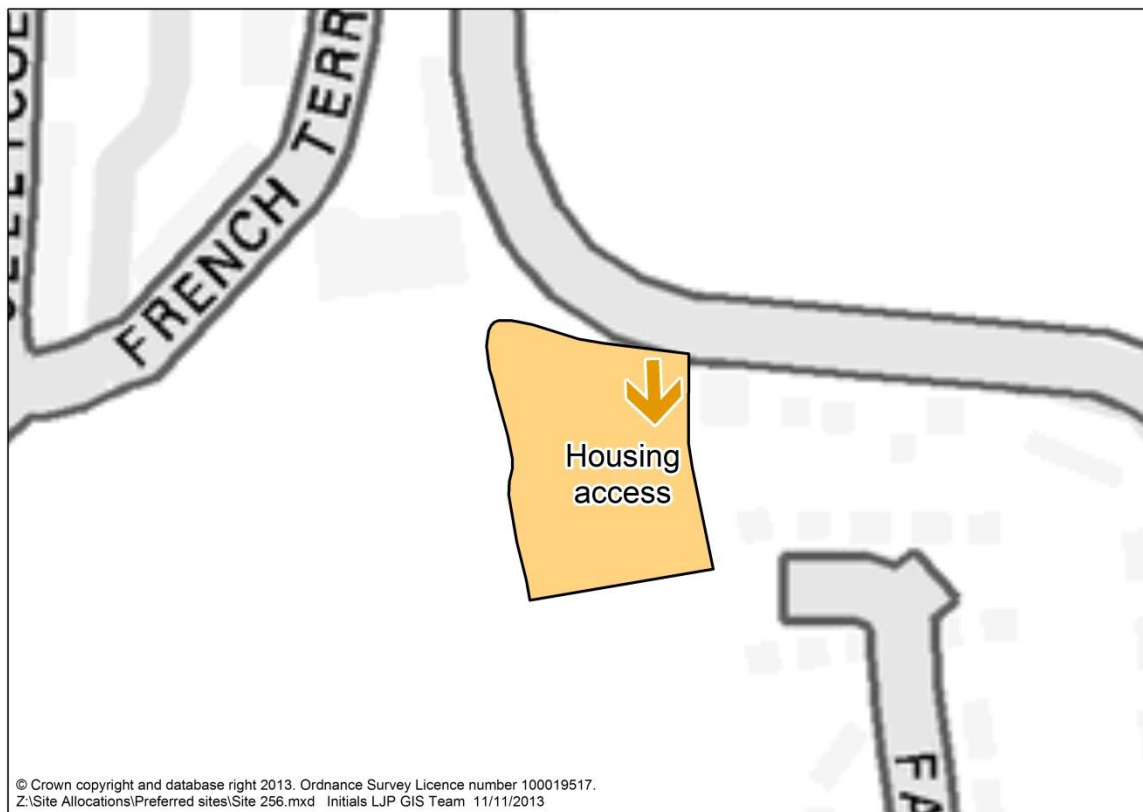 FRENCH TERR
Housing
access
FA
© Crown copyright and database right 2013. Ordnance Survey Licence number 100019517.
Z:\Site Allocations\Preferred sites\Site 256.mxd Initials LJP GIS Team 11/11/2013